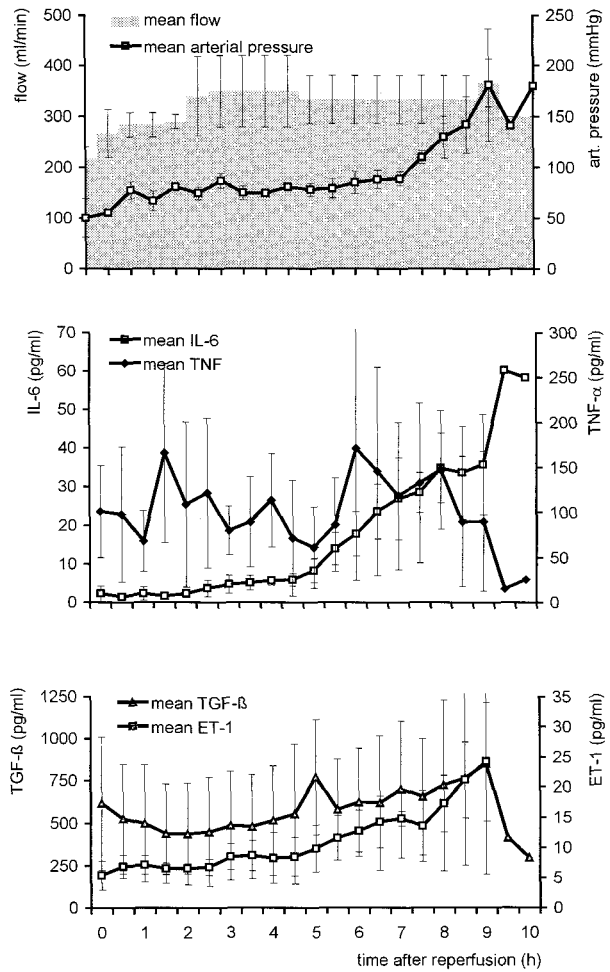 flow (ml/min)
500
400
300
200
100
0
mean flow
mean arterial pressure
250
200
150
100
50
0
art. pressure (mmHg)
IL-6 (pg/ml)
70
60
50
40
30
20
10
0
mean IL-6
mean TNF
300
250
200
150
100
50
0
TNF-α (pg/ml)
TGF-ß (pg/ml)
1250
1000
750
500
250
0
mean TGF-ß
mean ET-1
35
30
25
20
15
10
5
0
ET-1 (pg/ml)
0 1 2 3 4 5 6 7 8 9 10
time after reperfusion (h)